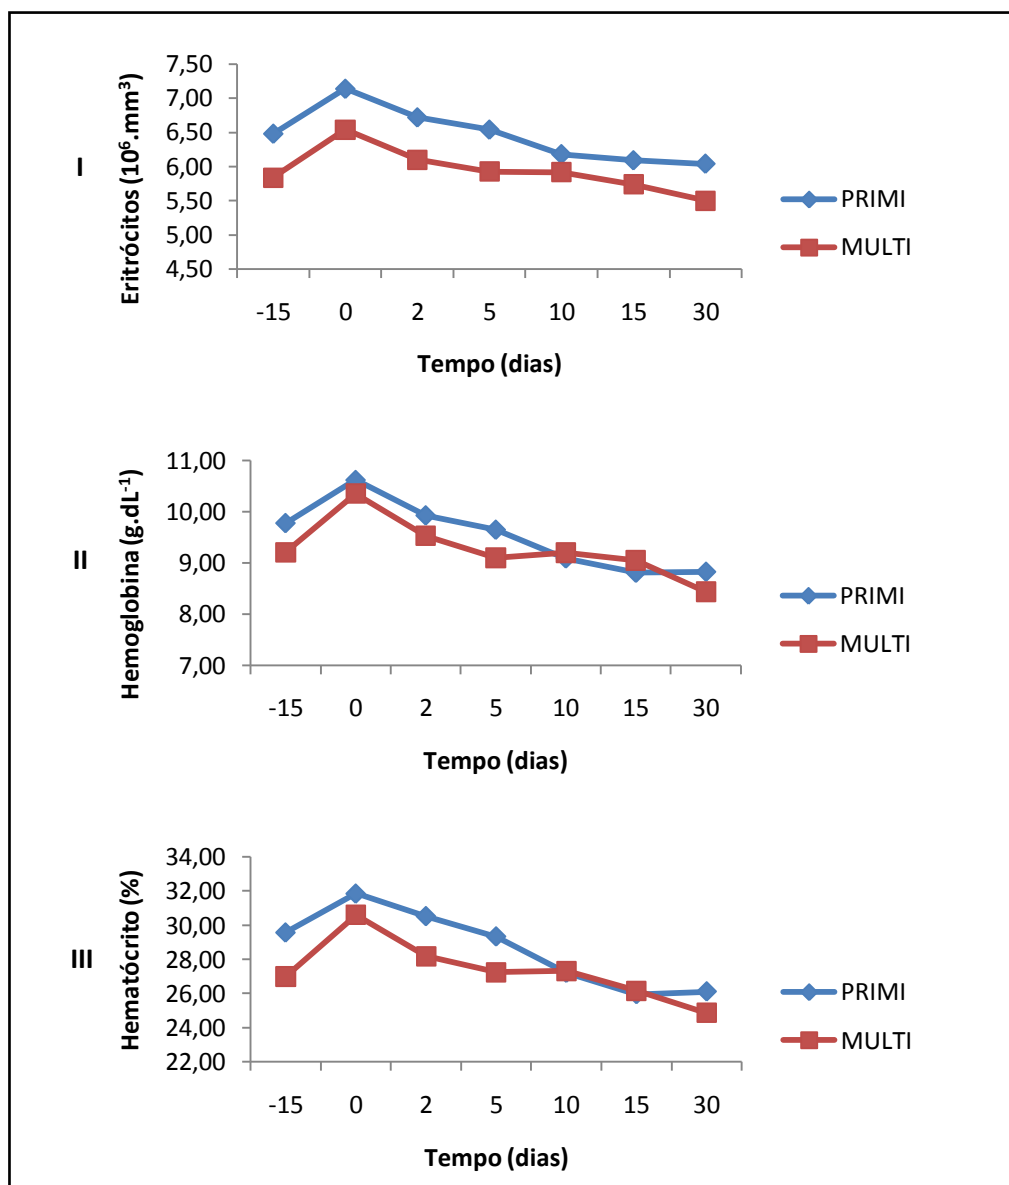 I
Eritrócitos (10⁶.mm³)
7,50
7,00
6,50
6,00
5,50
5,00
4,50
-15 0 2 5 10 15 30
Tempo (dias)
PRIMI
MULTI
II
Hemoglobina (g.dL⁻¹)
11,00
10,00
9,00
8,00
7,00
-15 0 2 5 10 15 30
Tempo (dias)
PRIMI
MULTI
III
Hematócrito (%)
34,00
32,00
30,00
28,00
26,00
24,00
22,00
-15 0 2 5 10 15 30
Tempo (dias)
PRIMI
MULTI